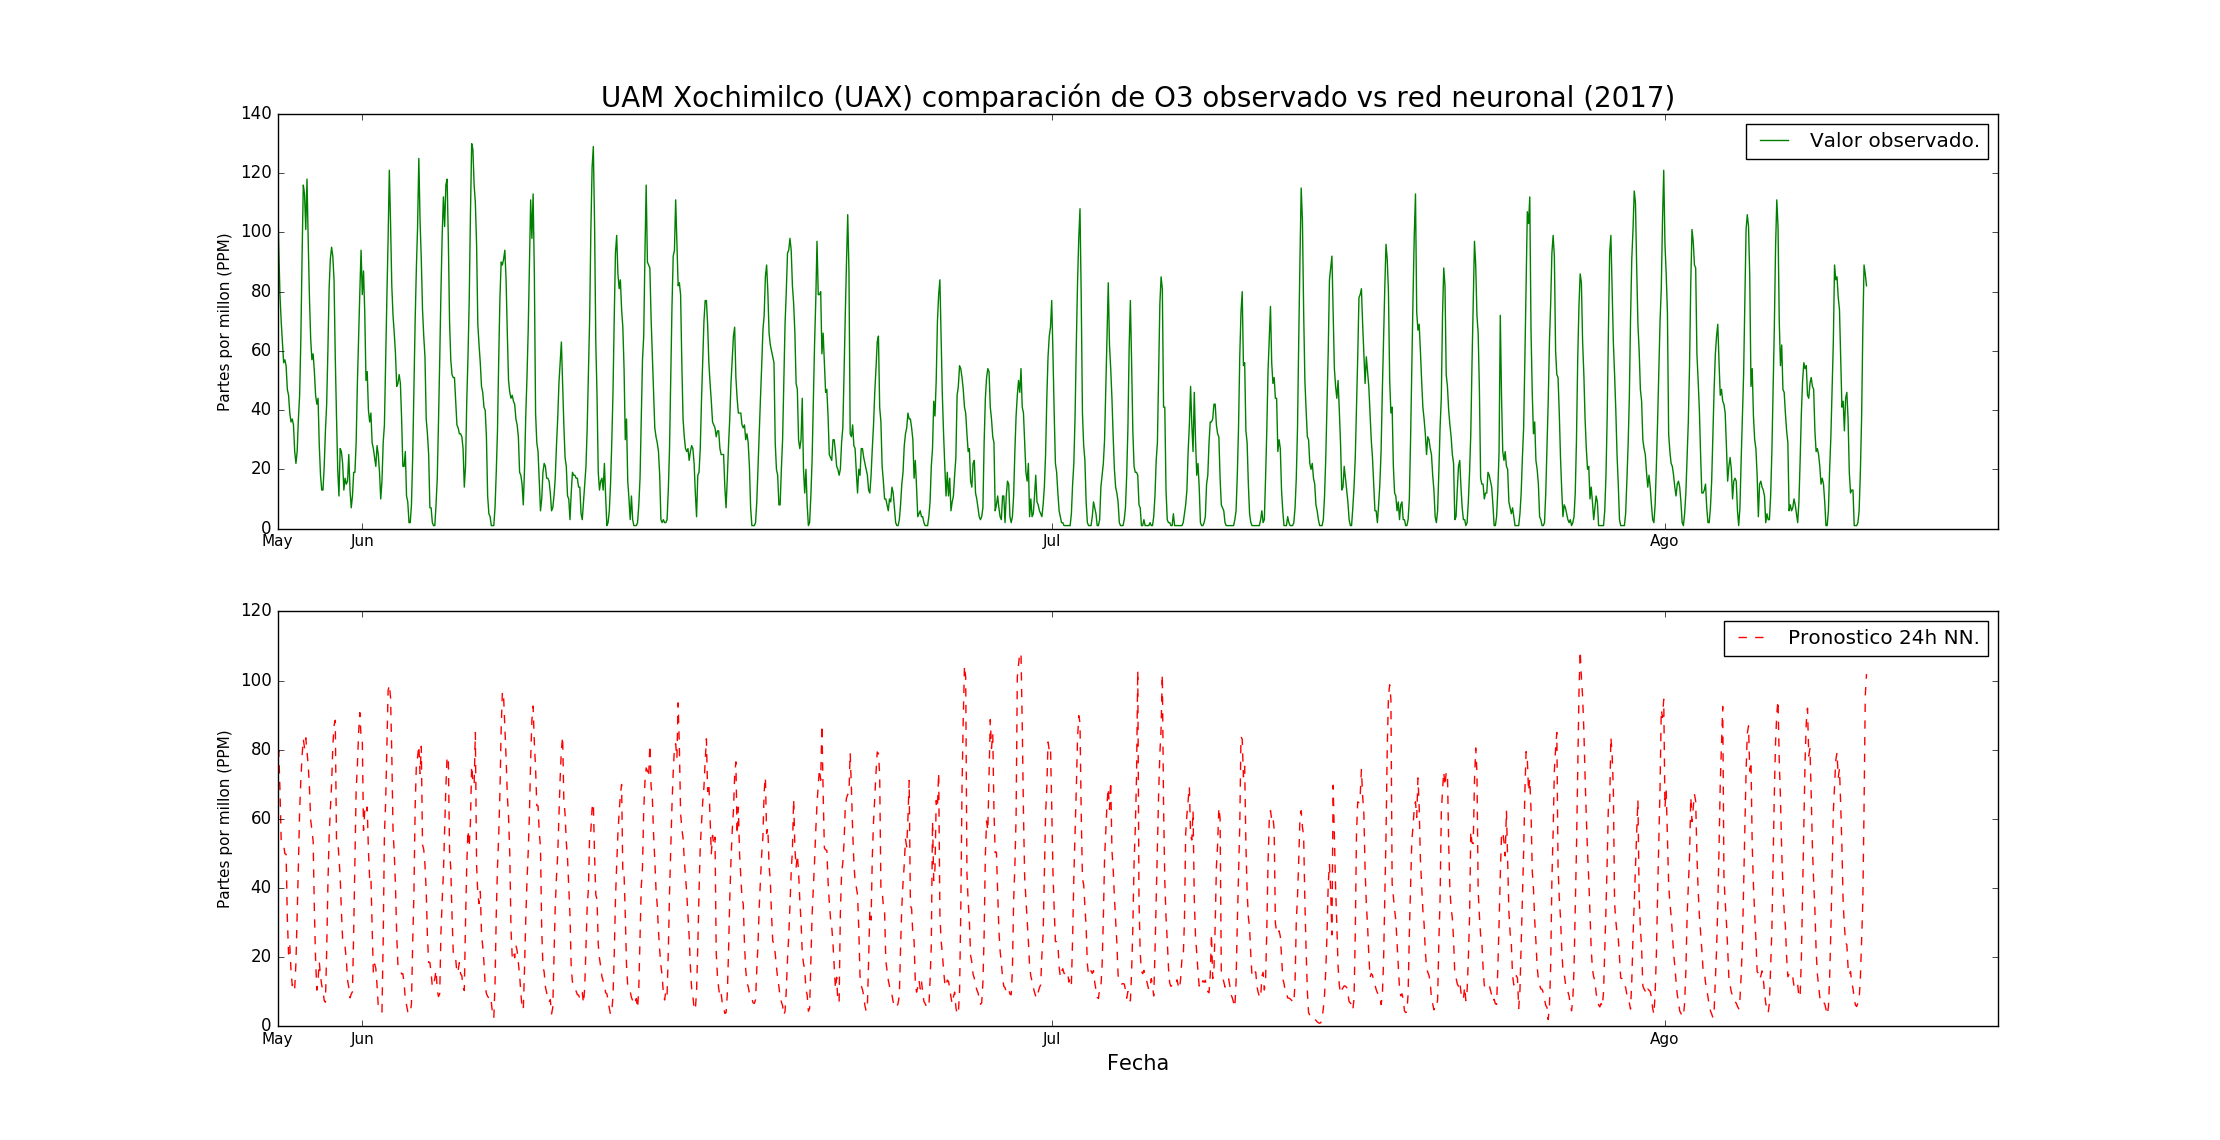 UAM Xochimilco (UAX) comparación de O3 observado vs red neuronal (2017)
140
120
100
80
60
40
20
0
Partes por millon (PPM)
Valor observado.
May
Jun
Jul
Ago
120
100
80
60
40
20
0
Partes por millon (PPM)
Pronostico 24h NN.
May
Jun
Jul
Ago
Fecha